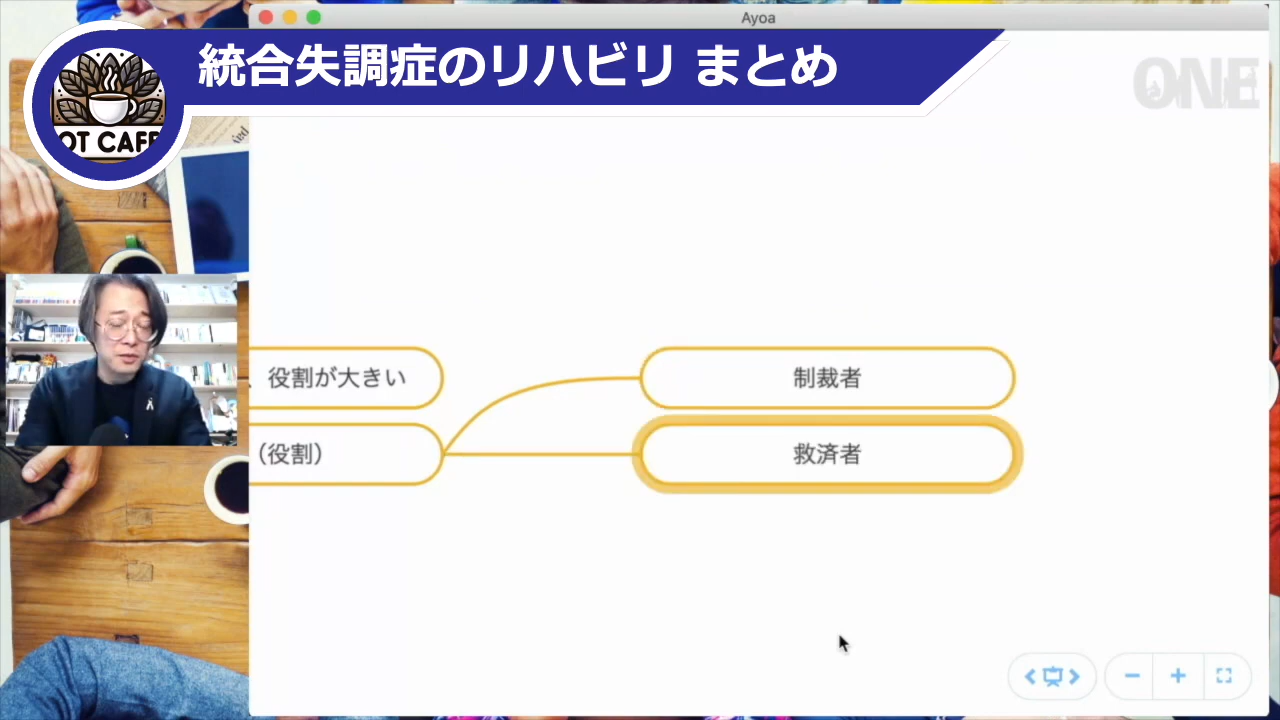 Ayoa
統合失調症のリハビリ まとめ
ONE
OT CAFE
、役割が大きい
制裁者
(役割)
救済者